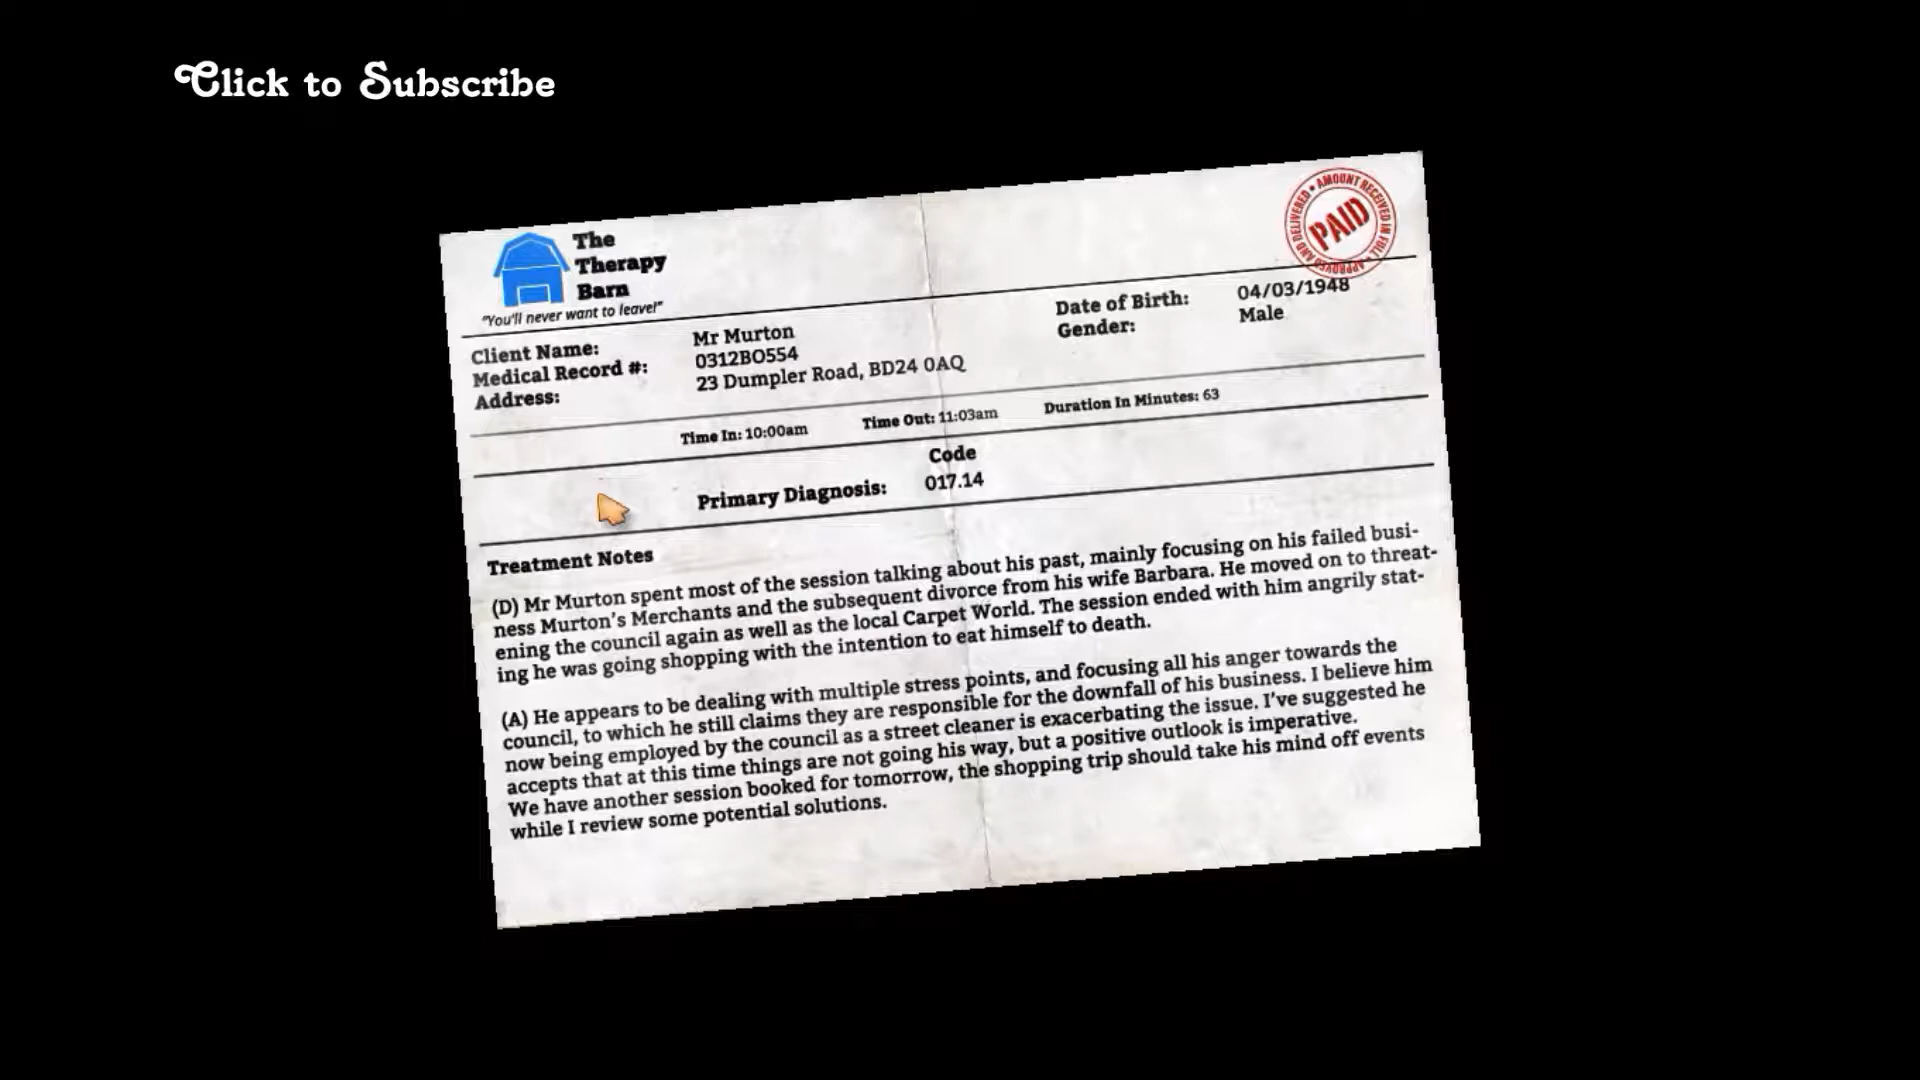 Click to Subscribe
AMOUNT RECEIVED IN FULL • APPROVED AND DELIVERED •
PAID
The
Therapy
Barn
"You'll never want to leave!"
Client Name: Mr Murton
Medical Record #: 0312BO554
Address: 23 Dumpler Road, BD24 0AQ
Date of Birth: 04/03/1948
Gender: Male
Time In: 10:00am Time Out: 11:03am Duration In Minutes: 63
Code
Primary Diagnosis: 017.14
Treatment Notes
(D) Mr Murton spent most of the session talking about his past, mainly focusing on his failed busi-
ness Murton's Merchants and the subsequent divorce from his wife Barbara. He moved on to threat-
ening the council again as well as the local Carpet World. The session ended with him angrily stat-
ing he was going shopping with the intention to eat himself to death.
(A) He appears to be dealing with multiple stress points, and focusing all his anger towards the
council, to which he still claims they are responsible for the downfall of his business. I believe him
now being employed by the council as a street cleaner is exacerbating the issue. I've suggested he
accepts that at this time things are not going his way, but a positive outlook is imperative.
We have another session booked for tomorrow, the shopping trip should take his mind off events
while I review some potential solutions.